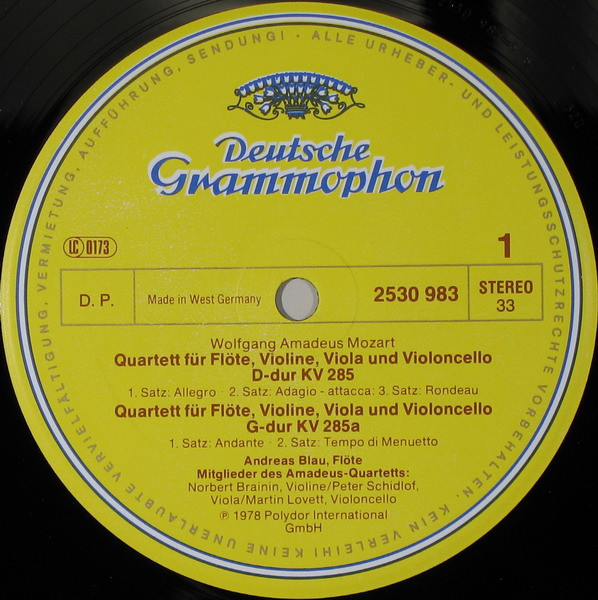 ALLE URHEBER- UND LEISTUNGSSCHUTZRECHTE VORBEHALTEN. KEIN VERLEIH! KEINE UNERLAUBTE VERVIELFÄLTIGUNG, VERMIETUNG, AUFFÜHRUNG, SENDUNG! ·
Deutsche
Grammophon
LC 0173
1
D. P.
Made in West Germany
2530 983
STEREO
33
Wolfgang Amadeus Mozart
Quartett für Flöte, Violine, Viola und Violoncello
D-dur KV 285
1. Satz: Allegro · 2. Satz: Adagio - attacca: 3. Satz: Rondeau
Quartett für Flöte, Violine, Viola und Violoncello
G-dur KV 285a
1. Satz: Andante · 2. Satz: Tempo di Menuetto
Andreas Blau, Flöte
Mitglieder des Amadeus-Quartetts:
Norbert Brainin, Violine/Peter Schidlof,
Viola/Martin Lovett, Violoncello
℗ 1978 Polydor International
GmbH